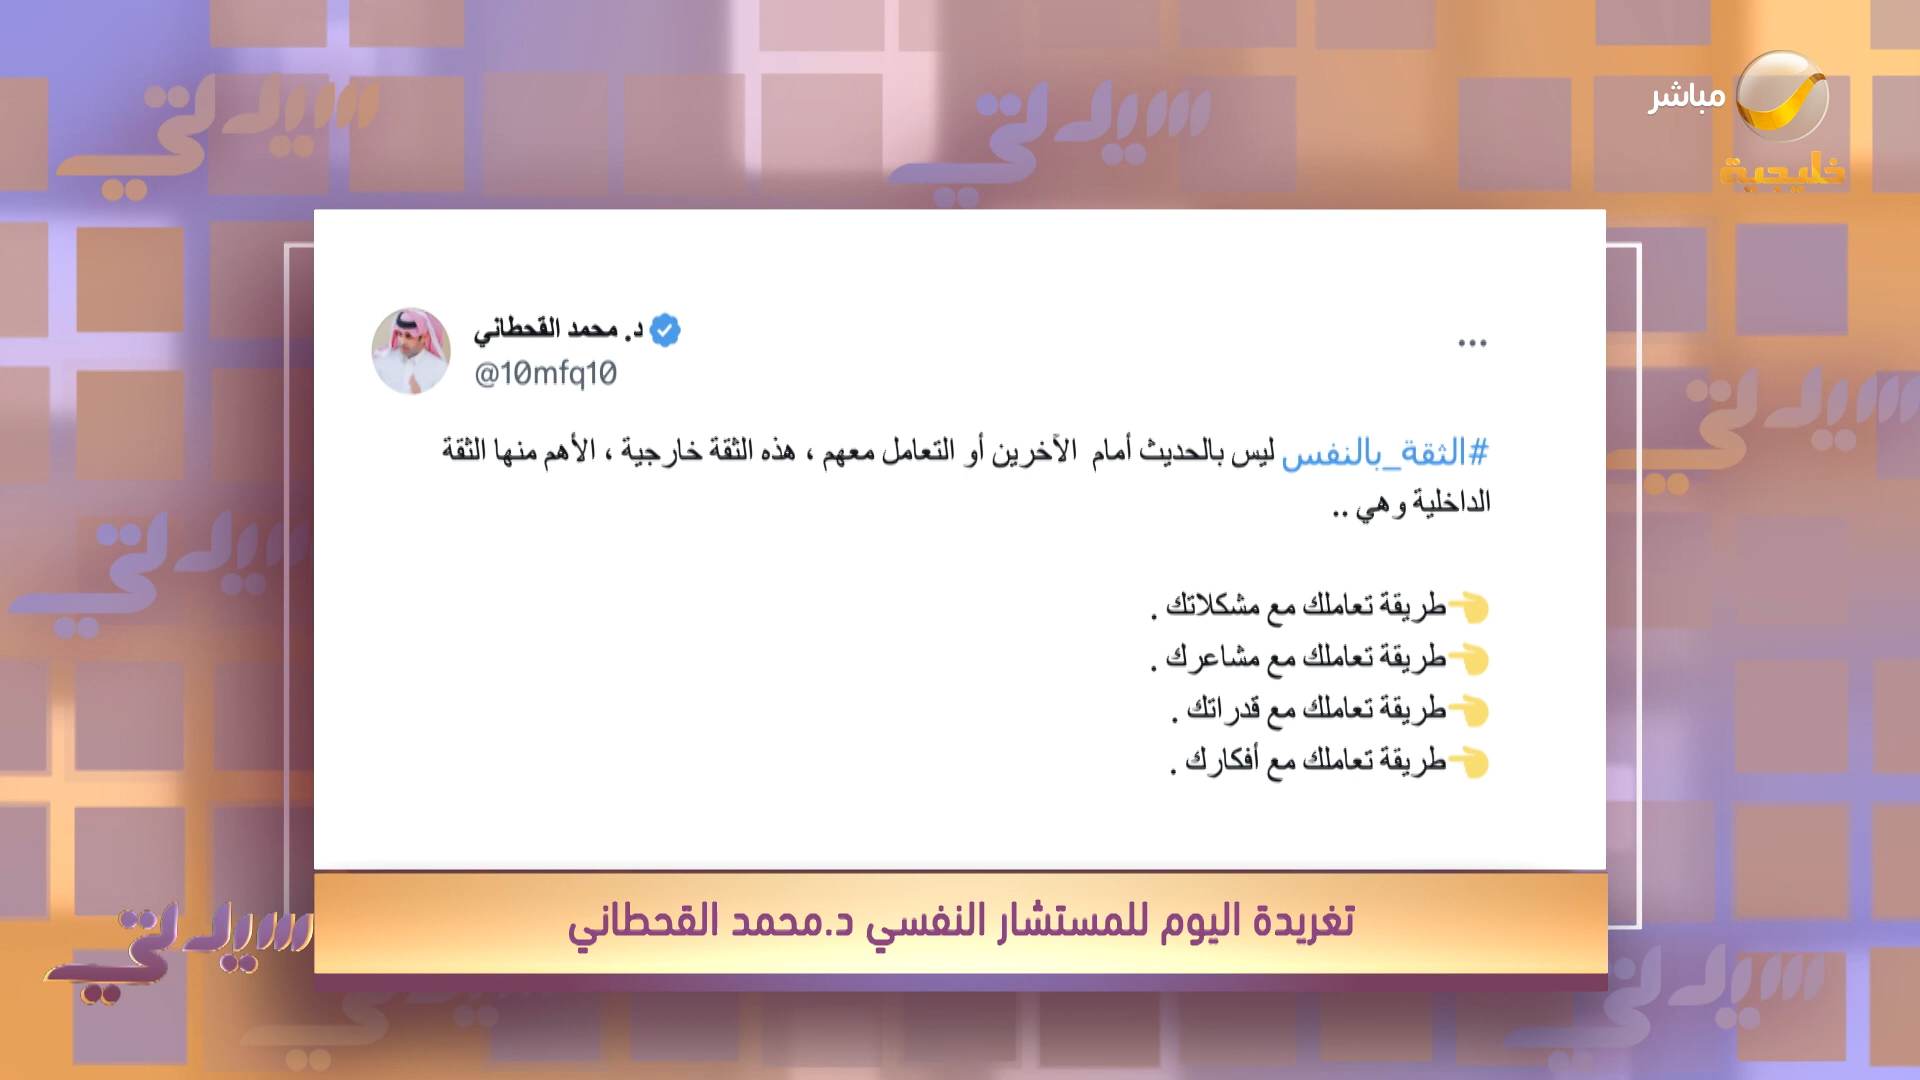 مباشر
خليجية
د. محمد القحطاني
@10mfq10
#الثقة_بالنفس ليس بالحديث أمام الآخرين أو التعامل معهم ، هذه الثقة خارجية ، الأهم منها الثقة
الداخلية وهي ..
👈طريقة تعاملك مع مشكلاتك .
👈طريقة تعاملك مع مشاعرك .
👈طريقة تعاملك مع قدراتك .
👈طريقة تعاملك مع أفكارك .
تغريدة اليوم للمستشار النفسي د.محمد القحطاني
سيدتي